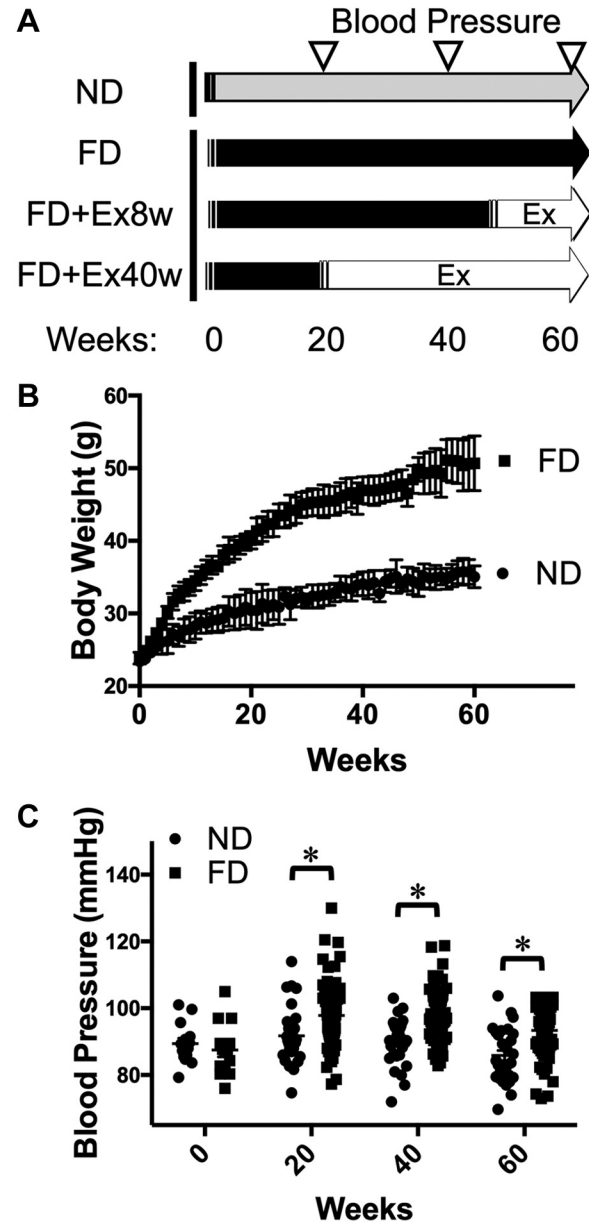 A
Blood Pressure
ND
FD
FD+Ex8w
Ex
FD+Ex40w
Ex
Weeks: 0 20 40 60
B
Body Weight (g)
60
50
40
30
20
FD
ND
0 20 40 60
Weeks
C
Blood Pressure (mmHg)
ND
FD
140
120
100
80
* * *
0 20 40 60
Weeks